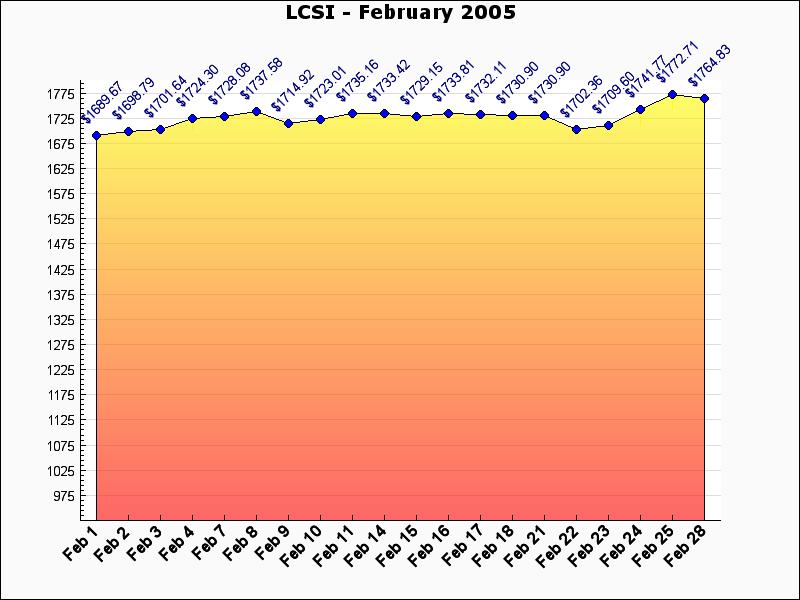 LCSI - February 2005
$1689.67
$1698.79
$1701.64
$1724.30
$1728.08
$1737.58
$1714.92
$1723.01
$1735.16
$1733.42
$1729.15
$1733.81
$1732.11
$1730.90
$1730.90
$1702.36
$1709.60
$1741.77
$1772.71
$1764.83
1775
1725
1675
1625
1575
1525
1475
1425
1375
1325
1275
1225
1175
1125
1075
1025
975
Feb 1
Feb 2
Feb 3
Feb 4
Feb 7
Feb 8
Feb 9
Feb 10
Feb 11
Feb 14
Feb 15
Feb 16
Feb 17
Feb 18
Feb 21
Feb 22
Feb 23
Feb 24
Feb 25
Feb 28